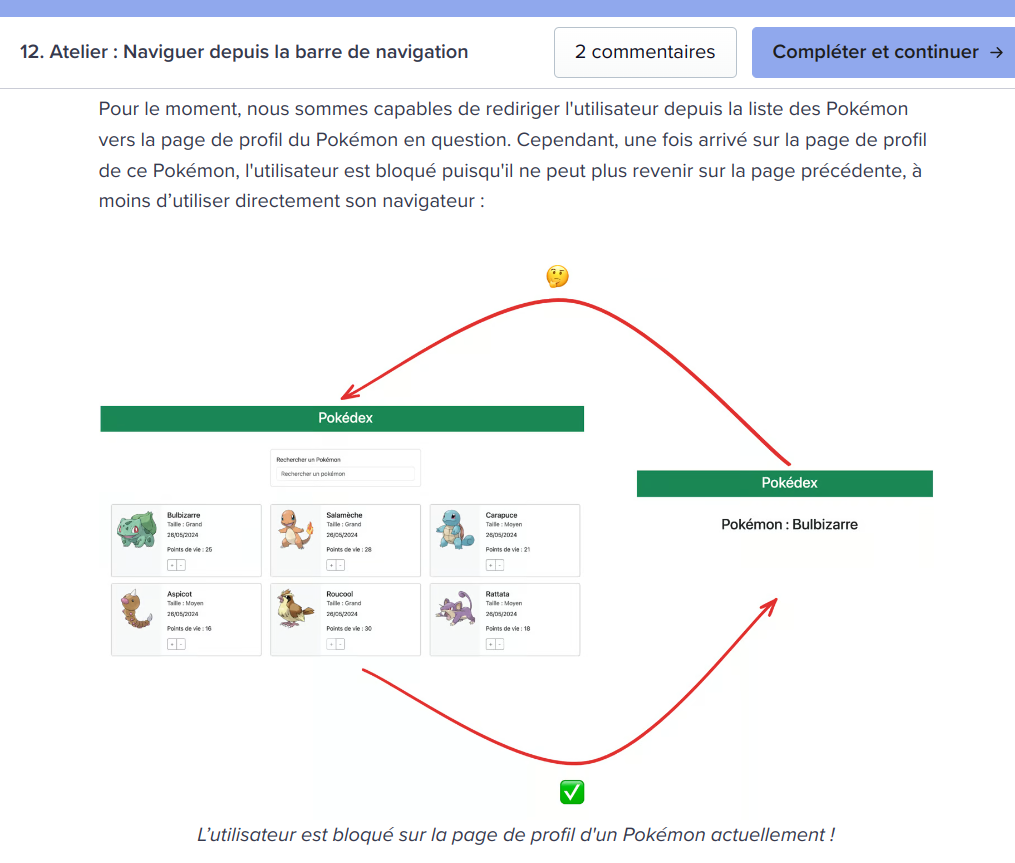 12. Atelier : Naviguer depuis la barre de navigation
2 commentaires
Compléter et continuer →
Pour le moment, nous sommes capables de rediriger l'utilisateur depuis la liste des Pokémon
vers la page de profil du Pokémon en question. Cependant, une fois arrivé sur la page de profil
de ce Pokémon, l'utilisateur est bloqué puisqu'il ne peut plus revenir sur la page précédente, à
moins d’utiliser directement son navigateur :
Pokédex
Rechercher un Pokémon
Rechercher un pokémon
Bulbizarre
Taille : Grand
26/05/2024
Points de vie : 25
+ -
Salamèche
Taille : Grand
26/05/2024
Points de vie : 28
+ -
Carapuce
Taille : Moyen
26/05/2024
Points de vie : 21
+ -
Aspicot
Taille : Moyen
26/05/2024
Points de vie : 16
+ -
Roucool
Taille : Grand
26/05/2024
Points de vie : 30
+ -
Rattata
Taille : Moyen
26/05/2024
Points de vie : 18
+ -
Pokédex
Pokémon : Bulbizarre
L’utilisateur est bloqué sur la page de profil d'un Pokémon actuellement !